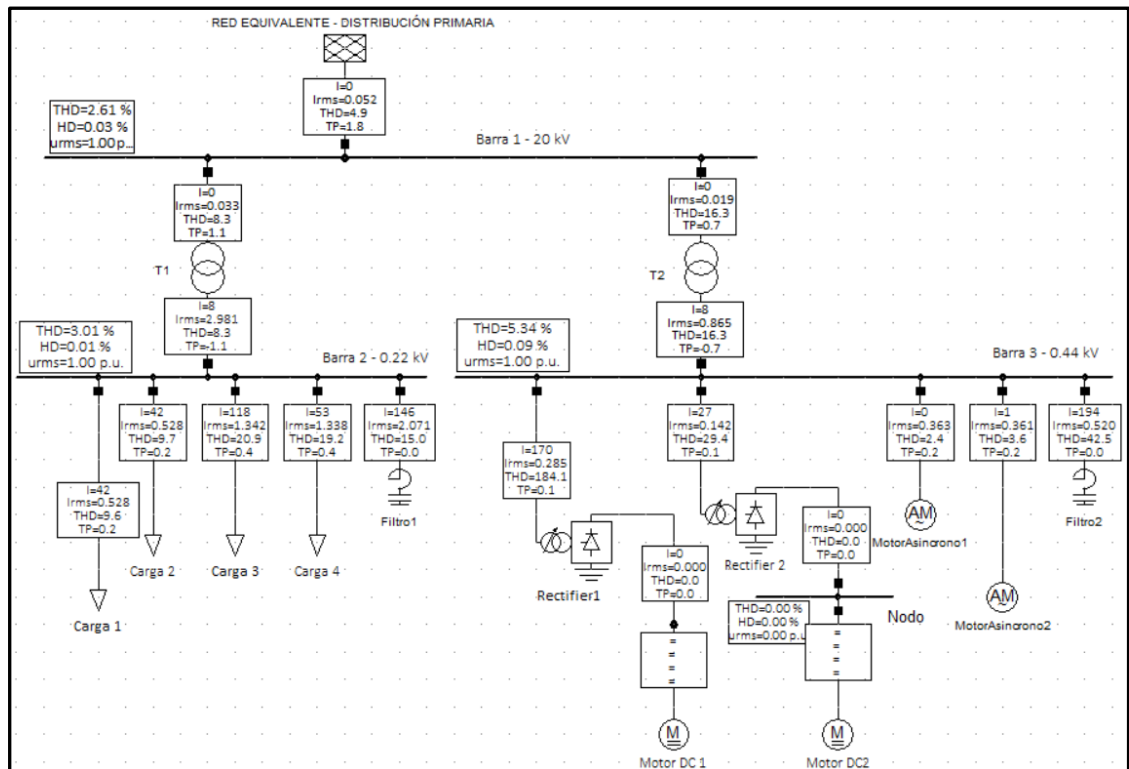 RED EQUIVALENTE - DISTRIBUCIÓN PRIMARIA
I=0
Irms=0.052
THD=4.9
TP=1.8
THD=2.61 %
HD=0.03 %
urms=1.00 p...
Barra 1 - 20 kV
I=0
Irms=0.033
THD=8.3
TP=1.1
I=0
Irms=0.019
THD=16.3
TP=0.7
T1
T2
I=8
Irms=2.981
THD=8.3
TP=-1.1
I=8
Irms=0.865
THD=16.3
TP=-0.7
THD=3.01 %
HD=0.01 %
urms=1.00 p.u.
Barra 2 - 0.22 kV
THD=5.34 %
HD=0.09 %
urms=1.00 p.u.
Barra 3 - 0.44 kV
I=42
Irms=0.528
THD=9.7
TP=0.2
I=118
Irms=1.342
THD=20.9
TP=0.4
I=53
Irms=1.338
THD=19.2
TP=0.4
I=146
Irms=2.071
THD=15.0
TP=0.0
I=27
Irms=0.142
THD=29.4
TP=0.1
I=0
Irms=0.363
THD=2.4
TP=0.2
I=1
Irms=0.361
THD=3.6
TP=0.2
I=194
Irms=0.520
THD=42.5
TP=0.0
I=42
Irms=0.528
THD=9.6
TP=0.2
I=170
Irms=0.285
THD=184.1
TP=0.1
Filtro1
AM
Filtro2
I=0
Irms=0.000
THD=0.0
TP=0.0
MotorAsincrono1
Carga 2
Carga 3
Carga 4
Rectifier 2
I=0
Irms=0.000
THD=0.0
TP=0.0
Rectifier1
AM
Carga 1
THD=0.00 %
HD=0.00 %
urms=0.00 p.u
Nodo
MotorAsincrono2
M
M
Motor DC 1
Motor DC2